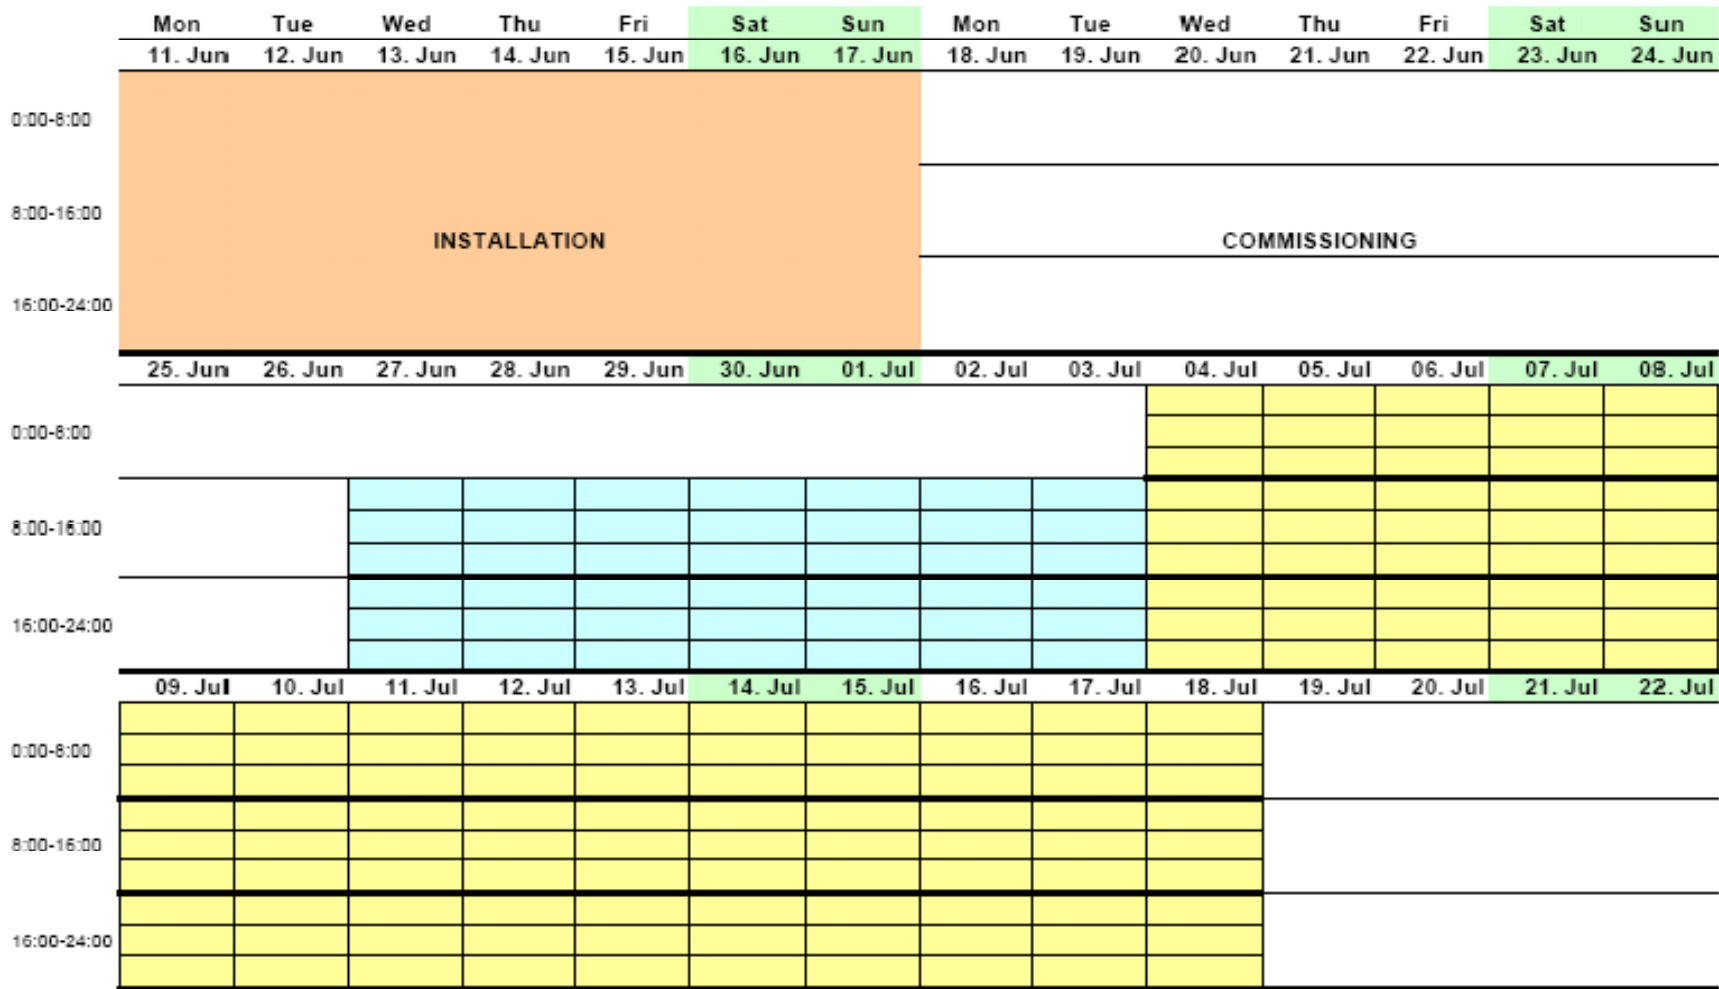 Mon Tue Wed Thu Fri Sat Sun Mon Tue Wed Thu Fri Sat Sun
11. Jun 12. Jun 13. Jun 14. Jun 15. Jun 16. Jun 17. Jun 18. Jun 19. Jun 20. Jun 21. Jun 22. Jun 23. Jun 24. Jun
0:00-8:00
8:00-16:00
INSTALLATION COMMISSIONING
16:00-24:00
25. Jun 26. Jun 27. Jun 28. Jun 29. Jun 30. Jun 01. Jul 02. Jul 03. Jul 04. Jul 05. Jul 06. Jul 07. Jul 08. Jul
0:00-8:00
8:00-16:00
16:00-24:00
09. Jul 10. Jul 11. Jul 12. Jul 13. Jul 14. Jul 15. Jul 16. Jul 17. Jul 18. Jul 19. Jul 20. Jul 21. Jul 22. Jul
0:00-8:00
8:00-16:00
16:00-24:00